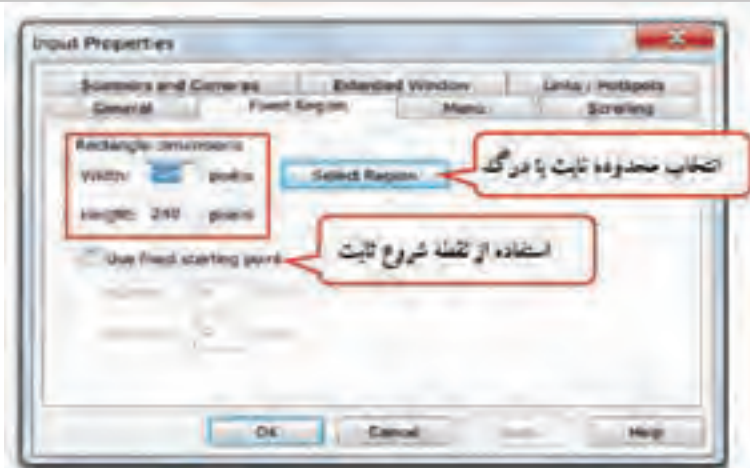 Input Properties
Scanners and Cameras Extended Window Links / Hotspots
General Fixed Region Menu Scrolling
Rectangle dimensions
Width: pixels
Select Region
انتخاب محدوده ثابت با درگ
Height: 240 pixels
Use fixed starting point
استفاده از نقطه شروع ثابت
OK Cancel Help